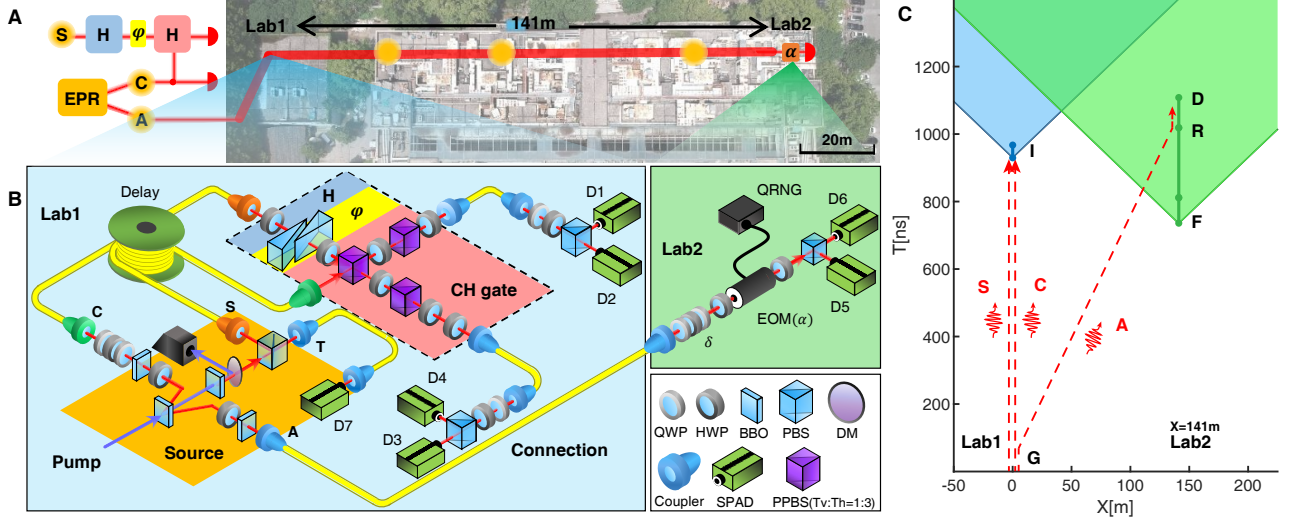 A
S
H
φ
H
EPR
C
A
Lab1
141m
Lab2
α
20m
B
Lab1
Delay
H
φ
CH gate
D1
D2
C
S
T
D7
A
Source
Pump
D4
D3
Connection
QRNG
Lab2
D6
D5
EOM(α)
δ
QWP
HWP
BBO
PBS
DM
Coupler
SPAD
PPBS(Tv:Th=1:3)
C
T[ns]
1200
1000
800
600
400
200
I
D
R
F
S
C
A
G
Lab1
X=141m
Lab2
-50
0
50
100
150
200
X[m]